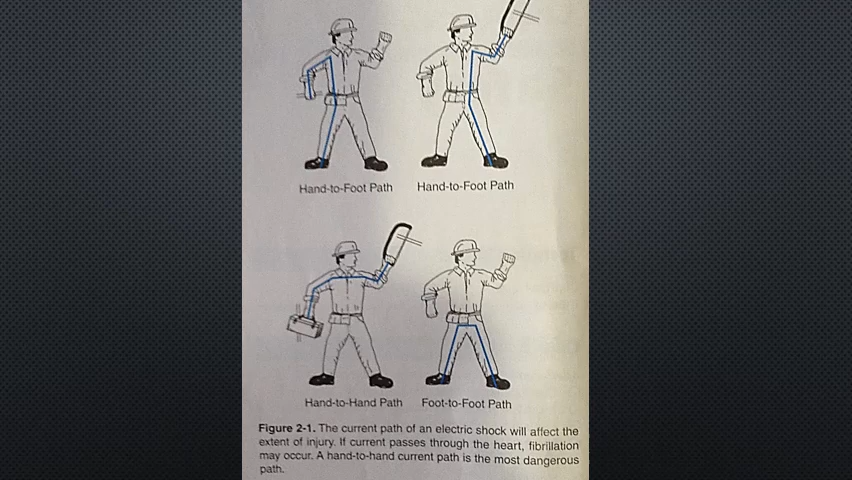 Hand-to-Foot Path
Hand-to-Foot Path
Hand-to-Hand Path
Foot-to-Foot Path
Figure 2-1. The current path of an electric shock will affect the
extent of injury. If current passes through the heart, fibrillation
may occur. A hand-to-hand current path is the most dangerous
path.